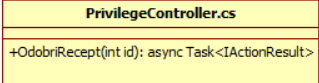 PrivilegeController.cs
+OdobriRecept(int id): async Task<IActionResult>